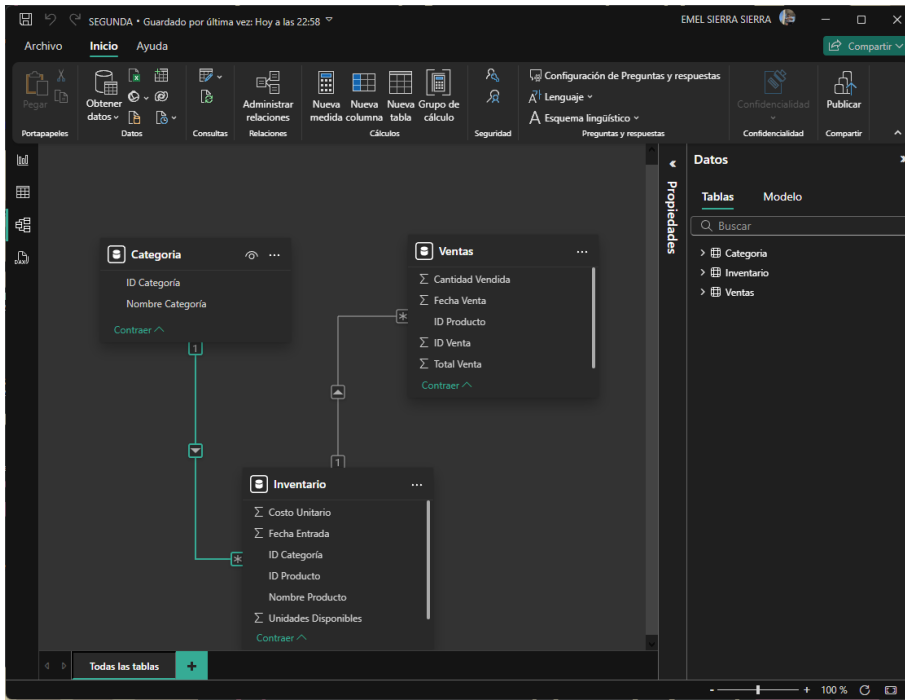 SEGUNDA • Guardado por última vez: Hoy a las 22:58
EMEL SIERRA SIERRA
Archivo Inicio Ayuda
Compartir
Pegar
Obtener datos
Administrar relaciones
Nueva medida
Nueva columna
Nueva tabla
Grupo de cálculo
Configuración de Preguntas y respuestas
Lenguaje
Esquema lingüístico
Confidencialidad
Publicar
Portapapeles Datos Consultas Relaciones Cálculos Seguridad Preguntas y respuestas Confidencialidad Compartir
DAX
Categoria
ID Categoría
Nombre Categoría
Contraer
1
Ventas
Σ Cantidad Vendida
Σ Fecha Venta
ID Producto
Σ ID Venta
Σ Total Venta
Contraer
*
1
Inventario
Σ Costo Unitario
Σ Fecha Entrada
ID Categoría
ID Producto
Nombre Producto
Σ Unidades Disponibles
Contraer
*
Propiedades
Datos
Tablas Modelo
Buscar
Categoria
Inventario
Ventas
Todas las tablas +
- + 100 %